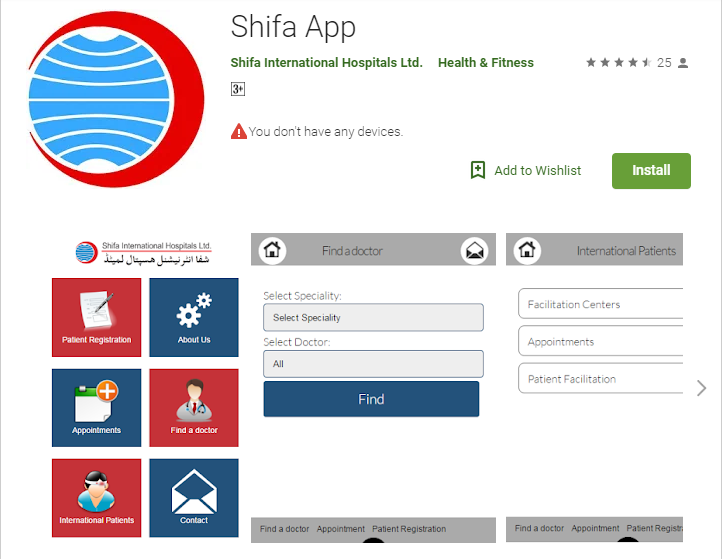 Shifa App
Shifa International Hospitals Ltd. Health & Fitness 25
3+
You don't have any devices.
Add to Wishlist Install
Shifa International Hospitals Ltd.
شفا انٹرنیشنل ہسپتال لمیٹڈ
Patient Registration About Us
Appointments Find a doctor
International Patients Contact
Find a doctor
Select Speciality:
Select Speciality
Select Doctor:
All
Find
Find a doctor Appointment Patient Registration
International Patients
Facilitation Centers
Appointments
Patient Facilitation
Find a doctor Appointment Patient Registr